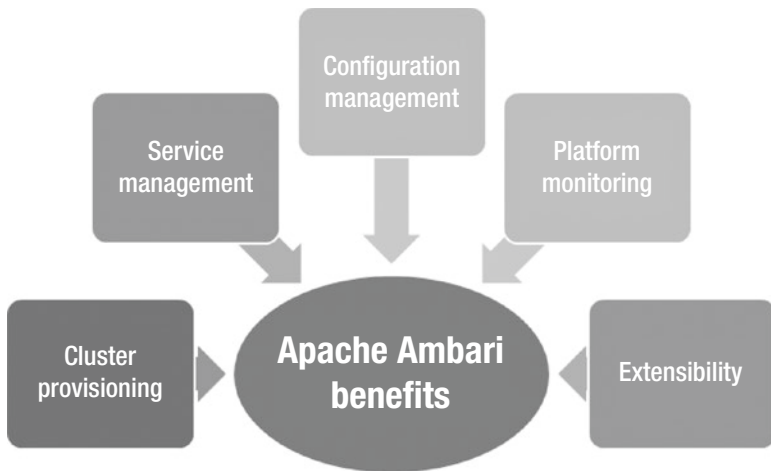 Configuration
management
Service
management
Platform
monitoring
Cluster
provisioning
Apache Ambari
benefits
Extensibility